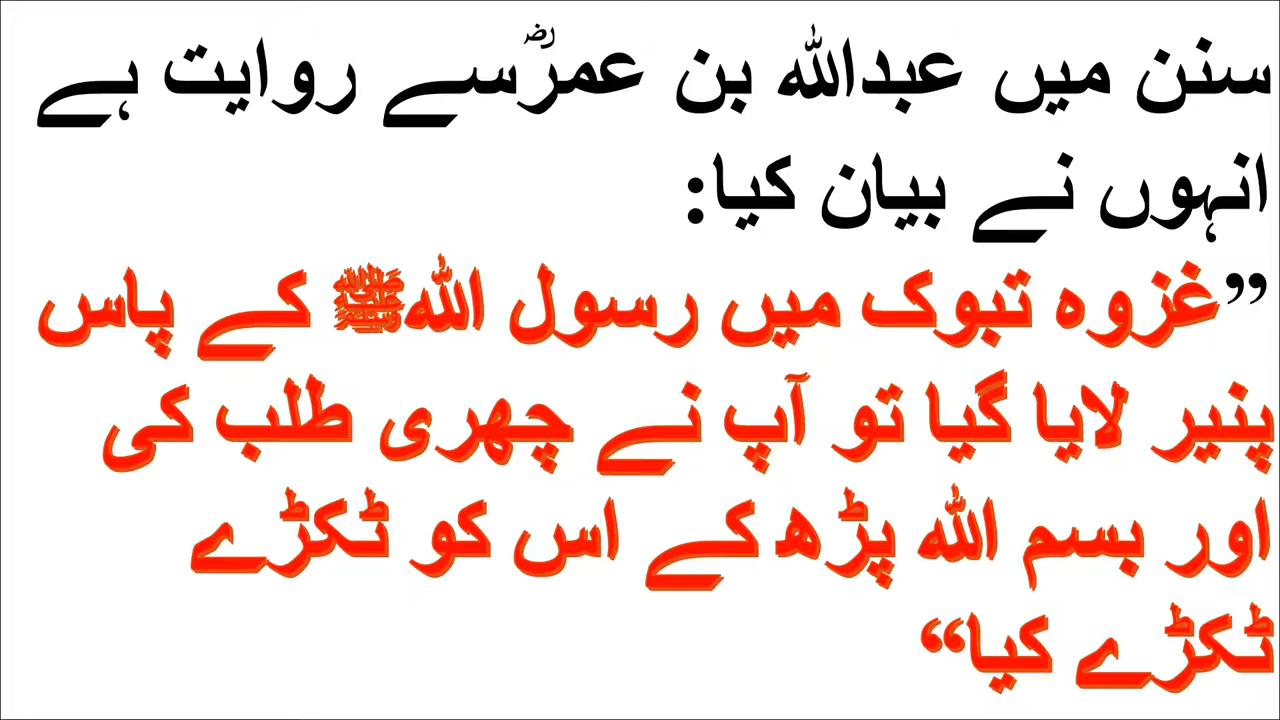 سنن میں عبداللہ بن عمرؓسے روایت ہے
انہوں نے بیان کیا:
”غزوہ تبوک میں رسول اللہﷺ کے پاس
پنیر لایا گیا تو آپ نے چھری طلب کی
اور بسم اللہ پڑھ کے اس کو ٹکڑے
ٹکڑے کیا“